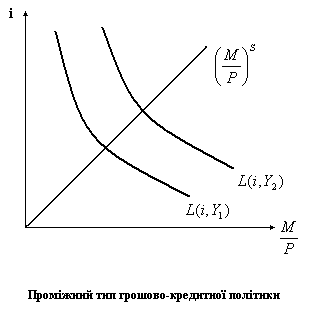 i
(M/P)^S
L(i,Y₂)
L(i,Y₁)
M/P
Проміжний тип грошово-кредитної політики